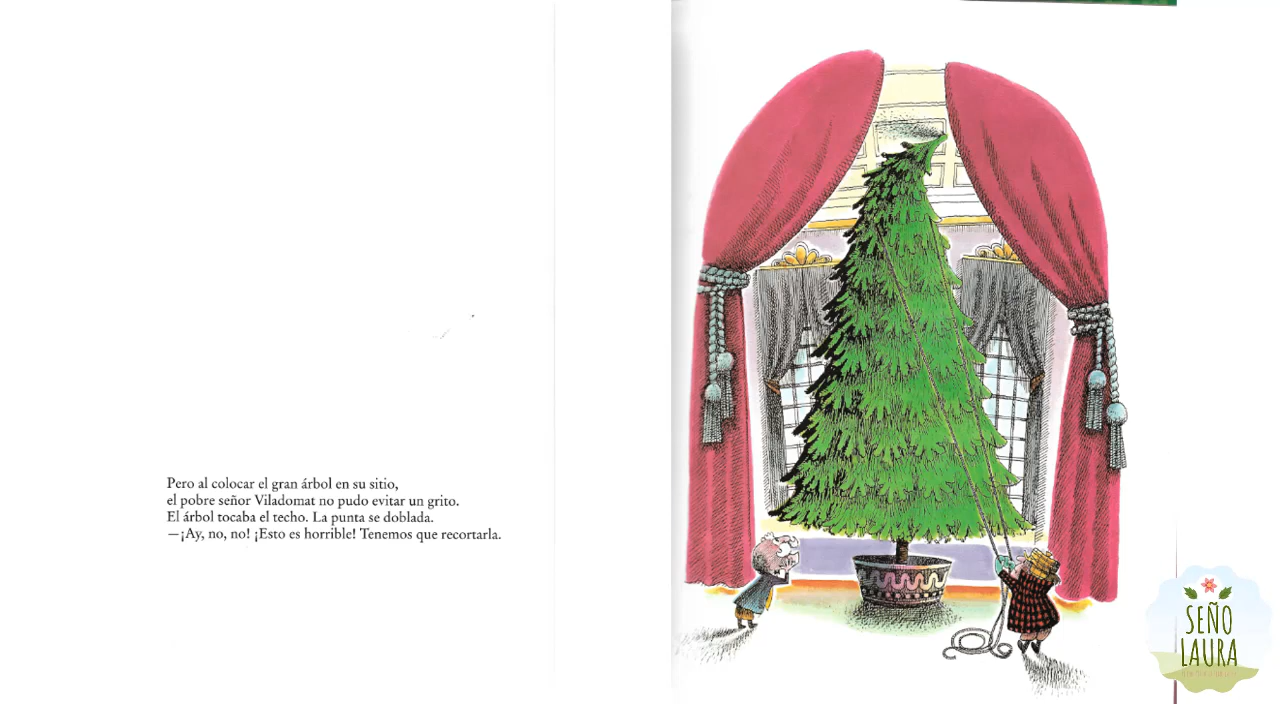 Pero al colocar el gran árbol en su sitio,
el pobre señor Viladomat no pudo evitar un grito.
El árbol tocaba el techo. La punta se doblada.
—¡Ay, no, no! ¡Esto es horrible! Tenemos que recortarla.
SEÑO
LAURA